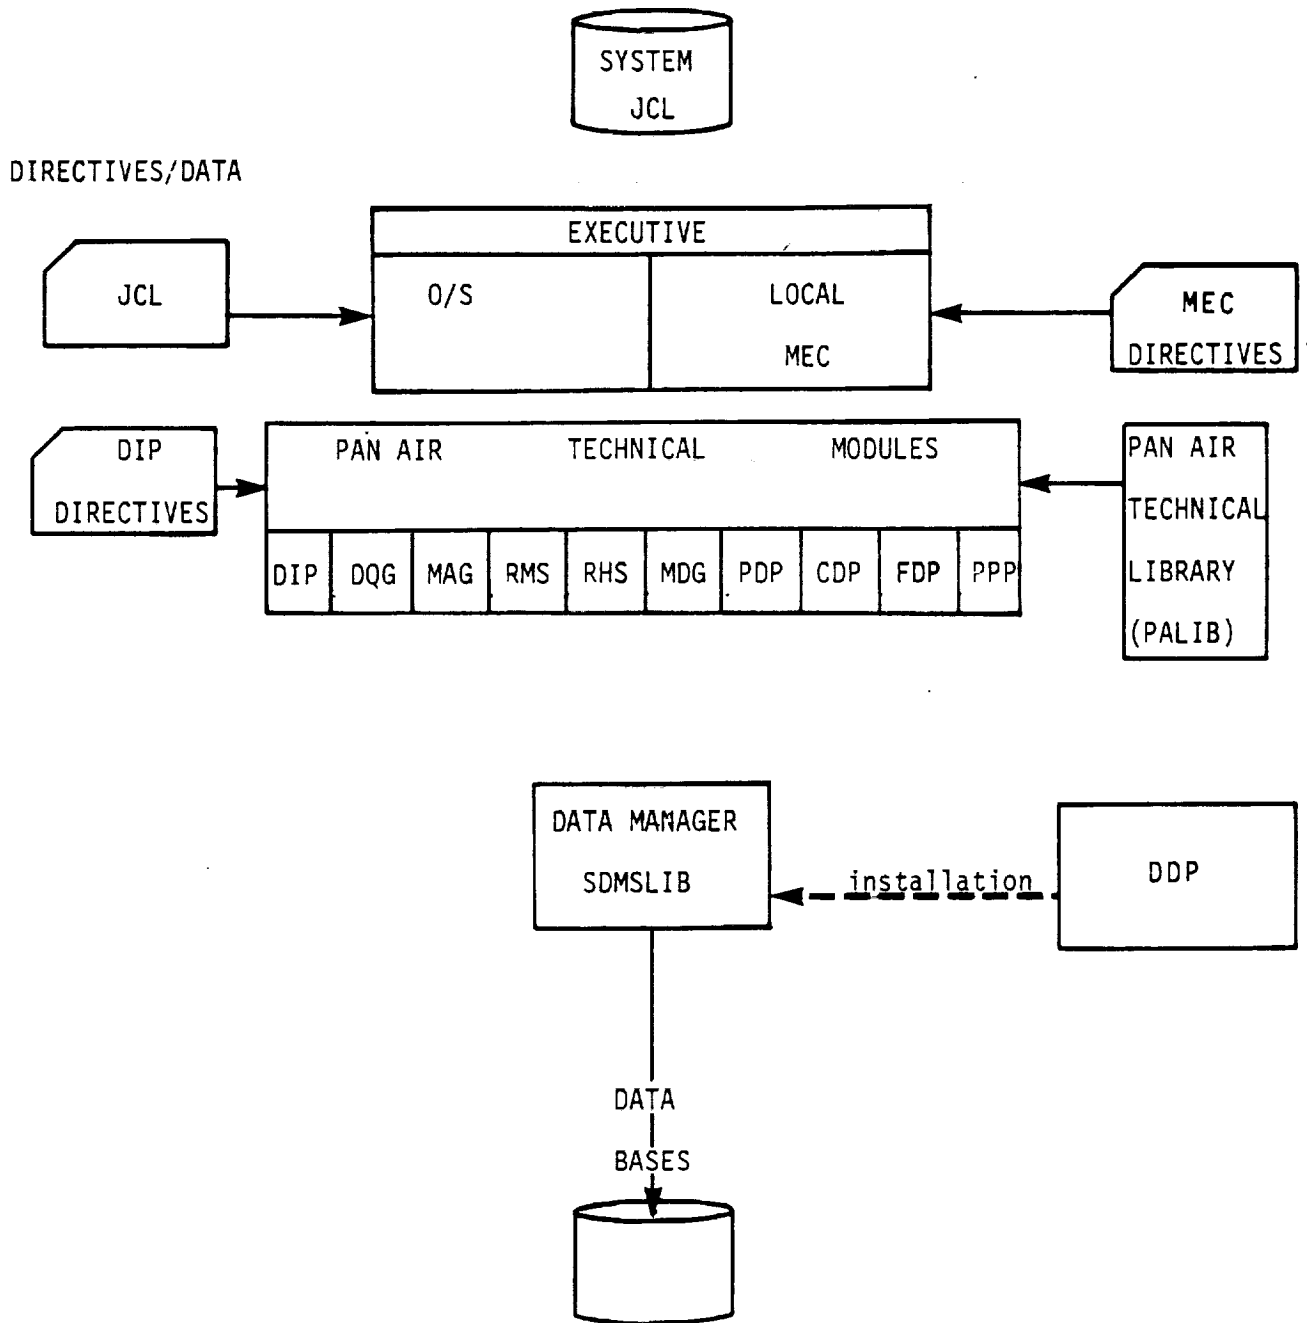 SYSTEM
JCL
DIRECTIVES/DATA
EXECUTIVE
JCL
O/S
LOCAL
MEC
MEC
DIRECTIVES
DIP
DIRECTIVES
PAN AIR TECHNICAL MODULES
DIP DQG MAG RMS RHS MDG PDP CDP FDP PPP
PAN AIR
TECHNICAL
LIBRARY
(PALIB)
DATA MANAGER
SDMSLIB
installation
DDP
DATA
BASES